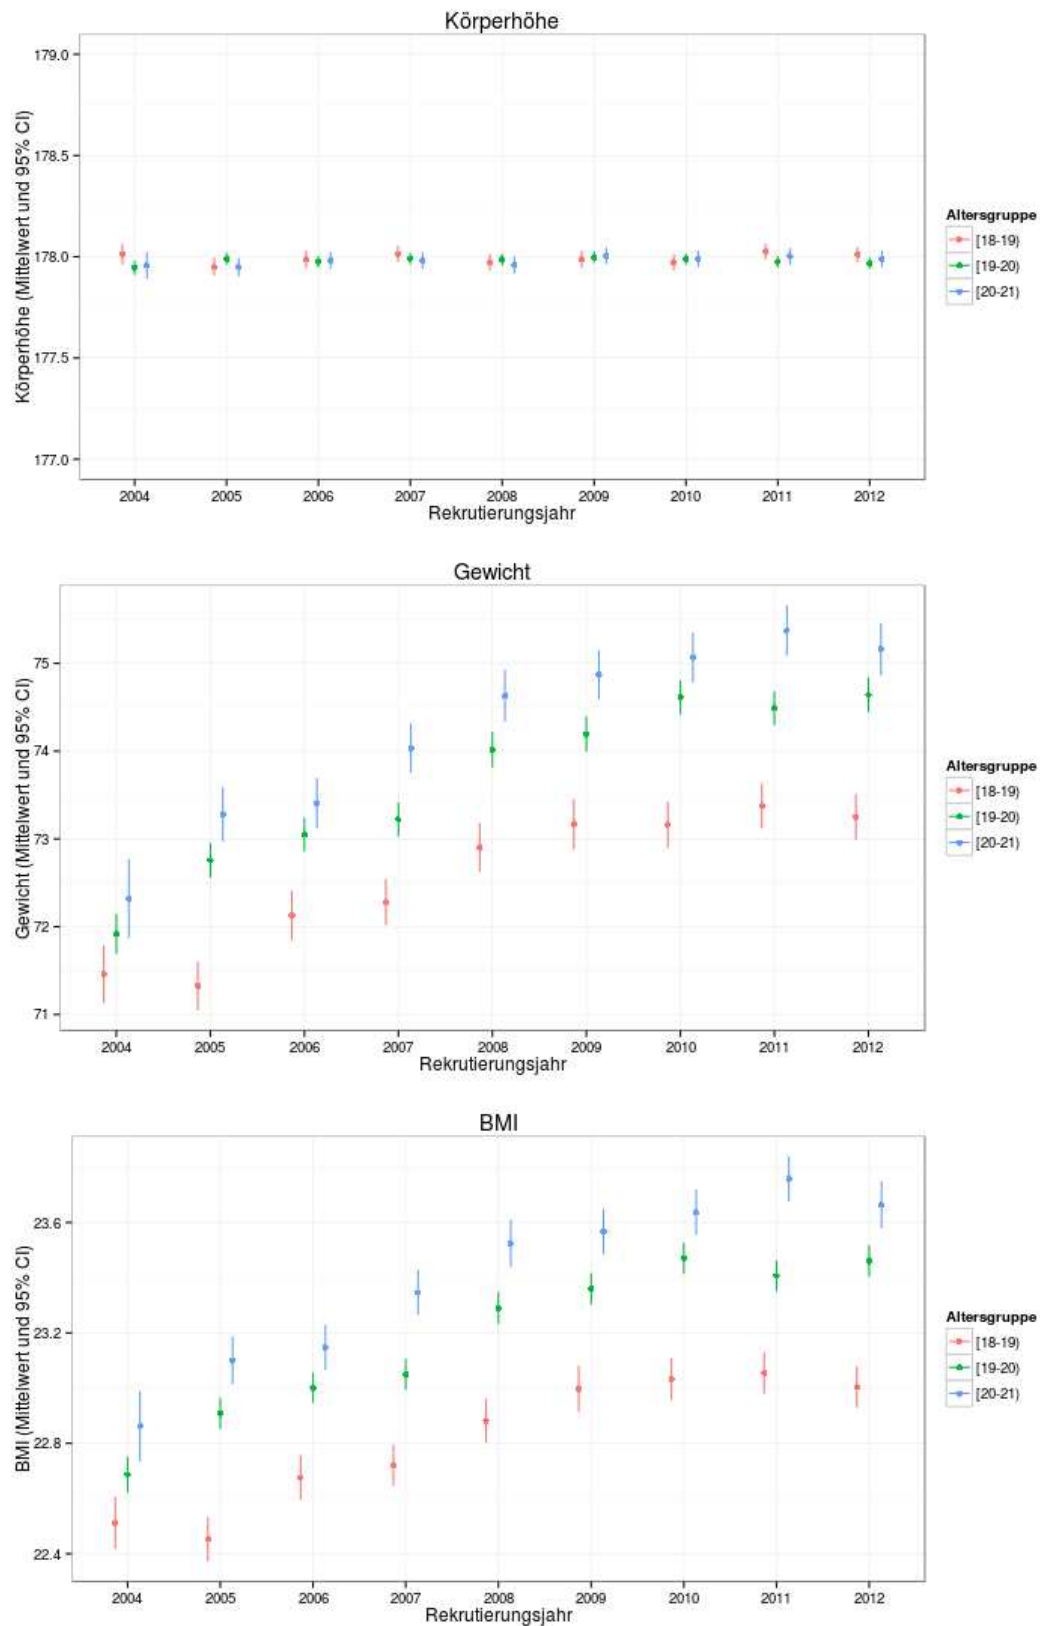 Körperhöhe
Körperhöhe (Mittelwert und 95% CI)
179.0
178.5
178.0
177.5
177.0
2004 2005 2006 2007 2008 2009 2010 2011 2012
Rekrutierungsjahr
Altersgruppe
[18-19)
[19-20)
[20-21)
Gewicht
Gewicht (Mittelwert und 95% CI)
75
74
73
72
71
2004 2005 2006 2007 2008 2009 2010 2011 2012
Rekrutierungsjahr
Altersgruppe
[18-19)
[19-20)
[20-21)
BMI
BMI (Mittelwert und 95% CI)
23.6
23.2
22.8
22.4
2004 2005 2006 2007 2008 2009 2010 2011 2012
Rekrutierungsjahr
Altersgruppe
[18-19)
[19-20)
[20-21)